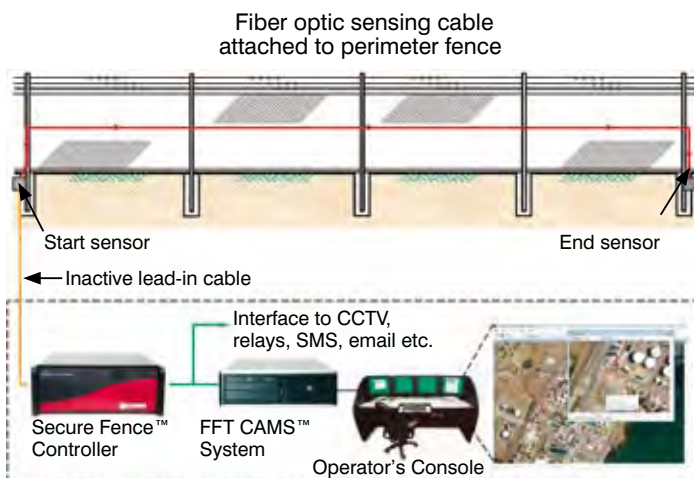 Fiber optic sensing cable
attached to perimeter fence
Start sensor
End sensor
Inactive lead-in cable
Interface to CCTV,
relays, SMS, email etc.
Secure Fence™
Controller
FFT CAMS™
System
Operator's Console